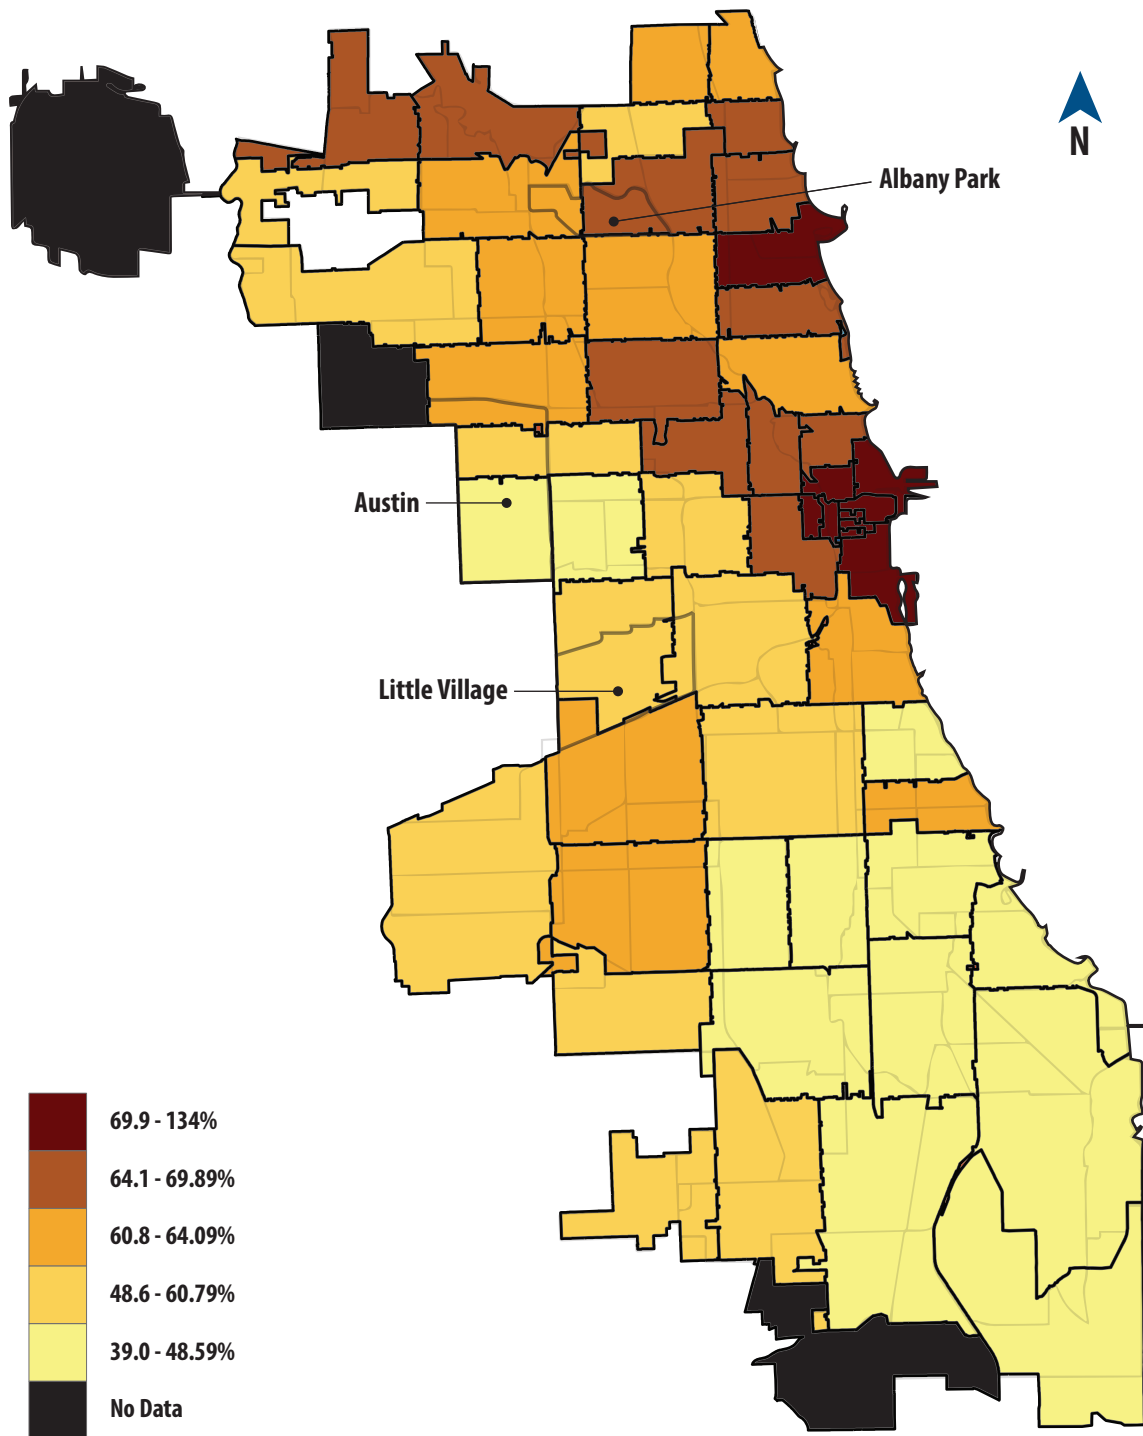 N
Albany Park
Austin
Little Village
69.9 - 134%
64.1 - 69.89%
60.8 - 64.09%
48.6 - 60.79%
39.0 - 48.59%
No Data